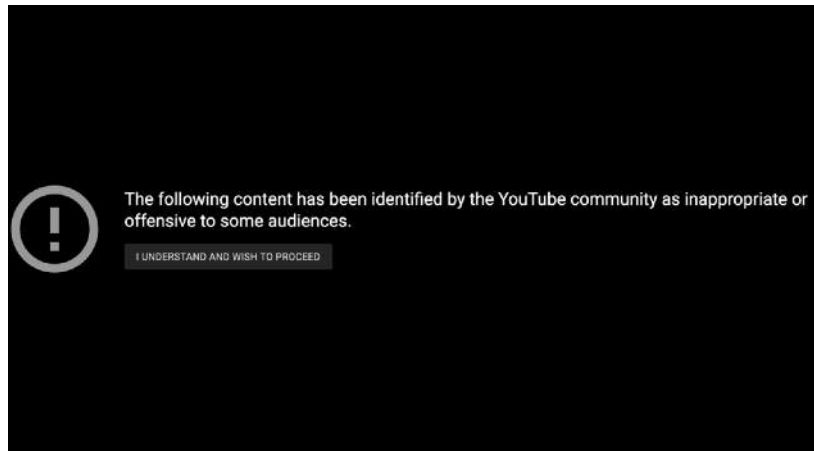 The following content has been identified by the YouTube community as inappropriate or
offensive to some audiences.
I UNDERSTAND AND WISH TO PROCEED